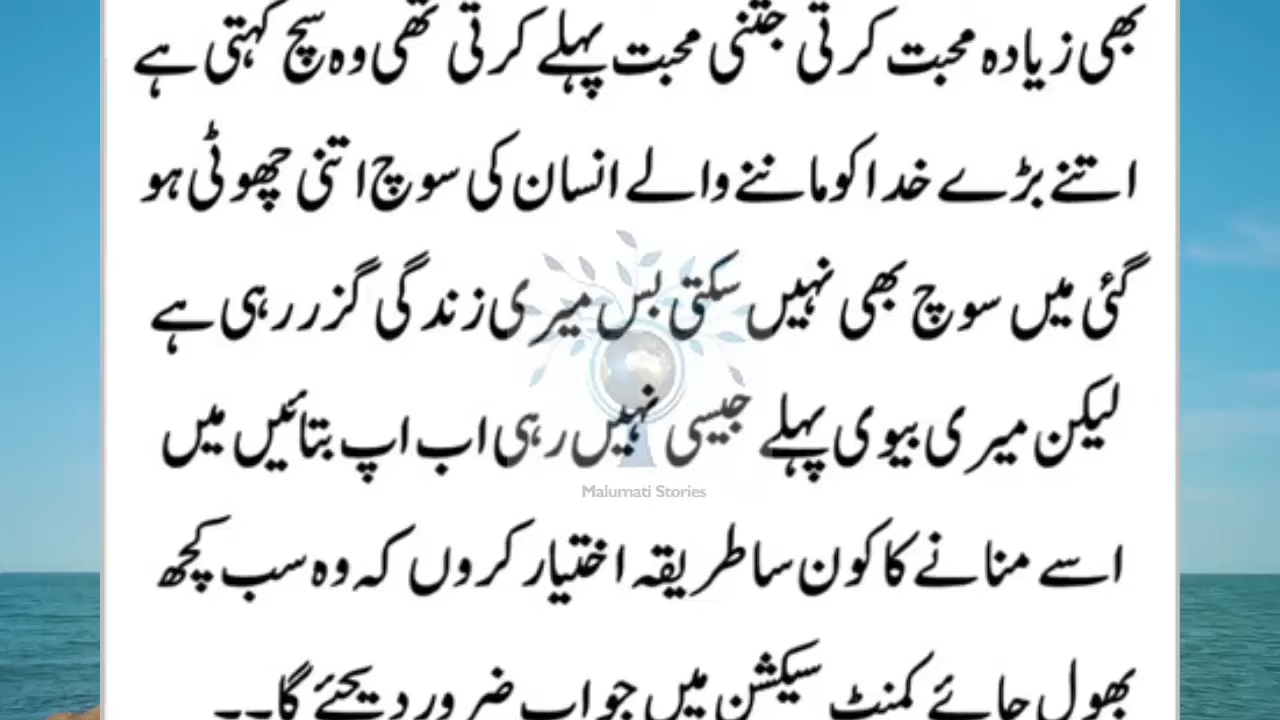 بھی زیادہ محبت کرتی جتنی محبت پہلے کرتی تھی وہ سچ کہتی ہے
اتنے بڑے خدا کو ماننے والے انسان کی سوچ اتنی چھوٹی ہو
گئی میں سوچ بھی نہیں سکتی بس میری زندگی گزر رہی ہے
لیکن میری بیوی پہلے جیسی نہیں رہی اب اپ بتائیں میں
Malumati Stories
اسے منانے کا کون سا طریقہ اختیار کروں کہ وہ سب کچھ
بھول جائے کمنٹ سیکشن میں جواب ضرور دیجئے گا۔۔